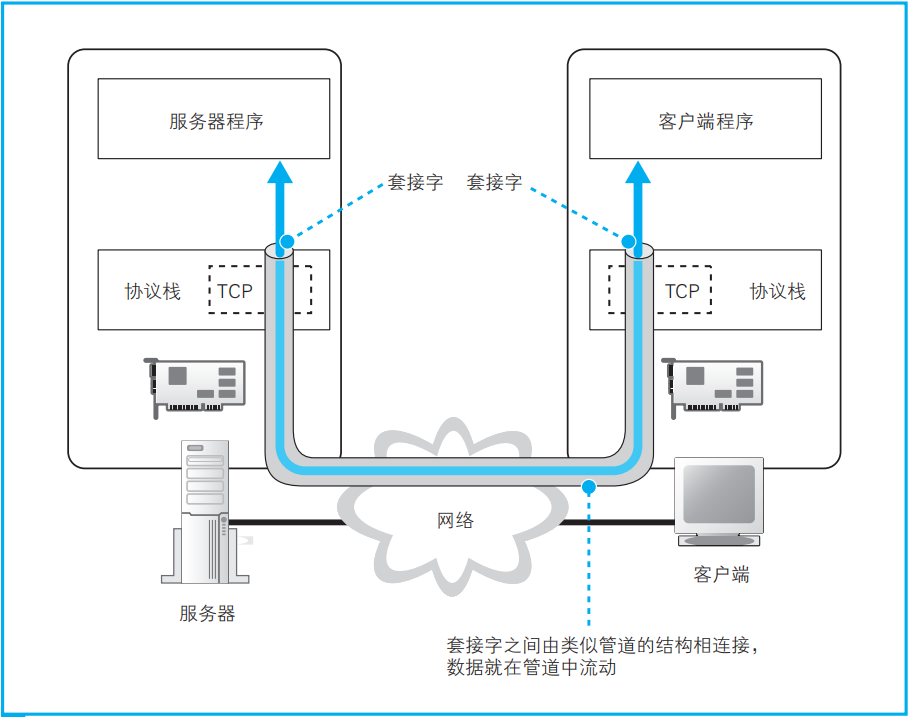 服务器程序
客户端程序
套接字
套接字
协议栈
TCP
TCP
协议栈
网络
客户端
服务器
套接字之间由类似管道的结构相连接，
数据就在管道中流动